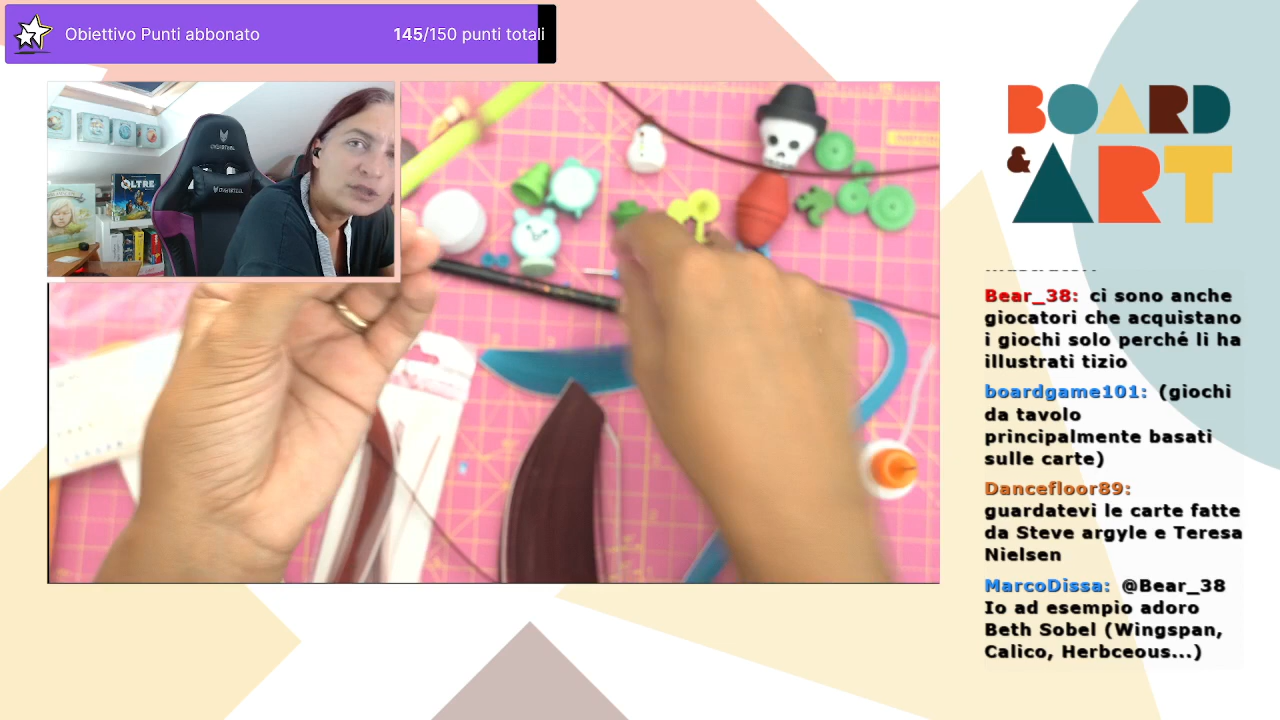 Obiettivo Punti abbonato
145/150 punti totali
BOARD
& ART
OLTRE
Bear_38: ci sono anche
giocatori che acquistano
i giochi solo perché li ha
illustrati tizio
boardgame101: (giochi
da tavolo
principalmente basati
sulle carte)
Dancefloor89:
guardatevi le carte fatte
da Steve argyle e Teresa
Nielsen
MarcoDissa: @Bear_38
Io ad esempio adoro
Beth Sobel (Wingspan,
Calico, Herbceous...)